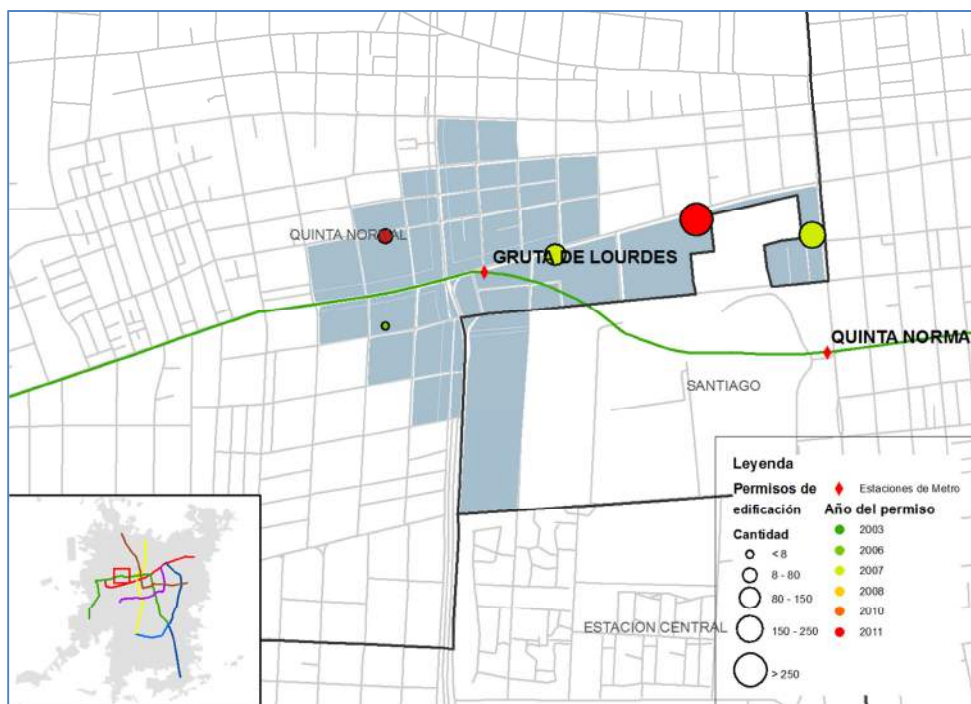 QUINTA NORMAL
GRUTA DE LOURDES
QUINTA NORMA
SANTIAGO
ESTACION CENTRAL
Leyenda
Permisos de
edificación
Cantidad
< 8
8 - 80
80 - 150
150 - 250
> 250
Estaciones de Metro
Año del permiso
2003
2006
2007
2008
2010
2011